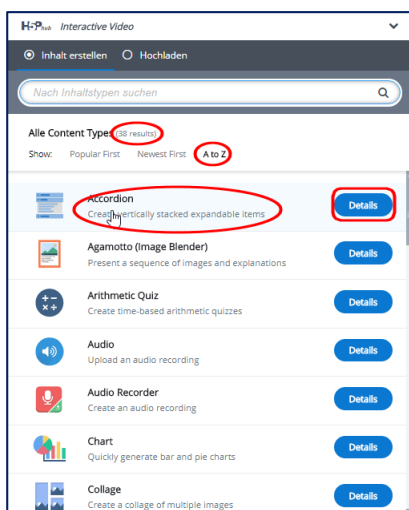 H5Phub Interactive Video
Inhalt erstellen Hochladen
Nach Inhaltstypen suchen
Alle Content Types (38 results)
Show: Popular First Newest First A to Z
Accordion Details
Create vertically stacked expandable items
Agamotto (Image Blender) Details
Present a sequence of images and explanations
Arithmetic Quiz Details
Create time-based arithmetic quizzes
Audio Details
Upload an audio recording
Audio Recorder Details
Create an audio recording
Chart Details
Quickly generate bar and pie charts
Collage Details
Create a collage of multiple images